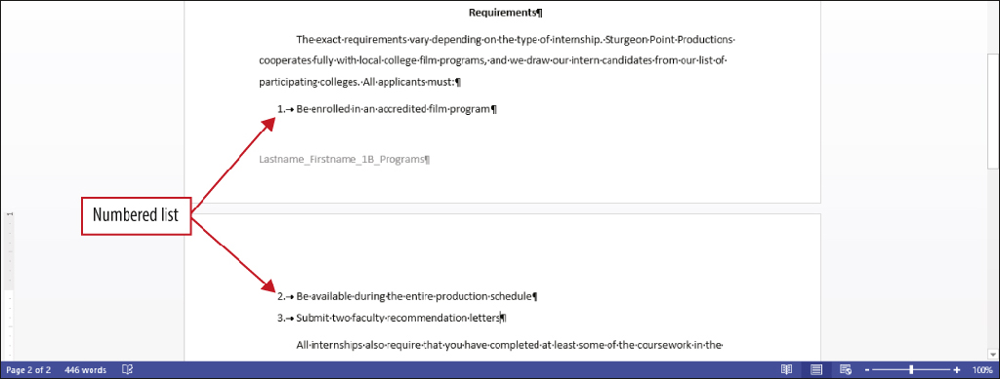 Requirements¶
The·exact·requirements·vary·depending·on·the·type·of·internship.·Sturgeon·Point·Productions·
cooperates·fully·with·local·college·film·programs,·and·we·draw·our·intern·candidates·from·our·list·of·
participating·colleges.·All·applicants·must:¶
1.→Be·enrolled·in·an·accredited·film·program¶
Lastname_Firstname_1B_Programs¶
Numbered list
1
2.→Be·available·during·the·entire·production·schedule¶
3.→Submit·two·faculty·recommendation·letters¶
All·internships·also·require·that·you·have·completed·at·least·some·of·the·coursework·in·the·
Page 2 of 2 446 words 100%